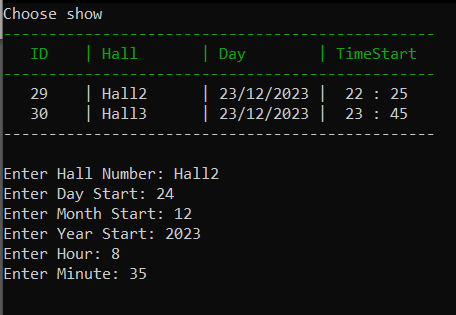 Choose show
------------------------------------------------
ID | Hall | Day | TimeStart
------------------------------------------------
29 | Hall2 | 23/12/2023 | 22 : 25
30 | Hall3 | 23/12/2023 | 23 : 45
------------------------------------------------
Enter Hall Number: Hall2
Enter Day Start: 24
Enter Month Start: 12
Enter Year Start: 2023
Enter Hour: 8
Enter Minute: 35